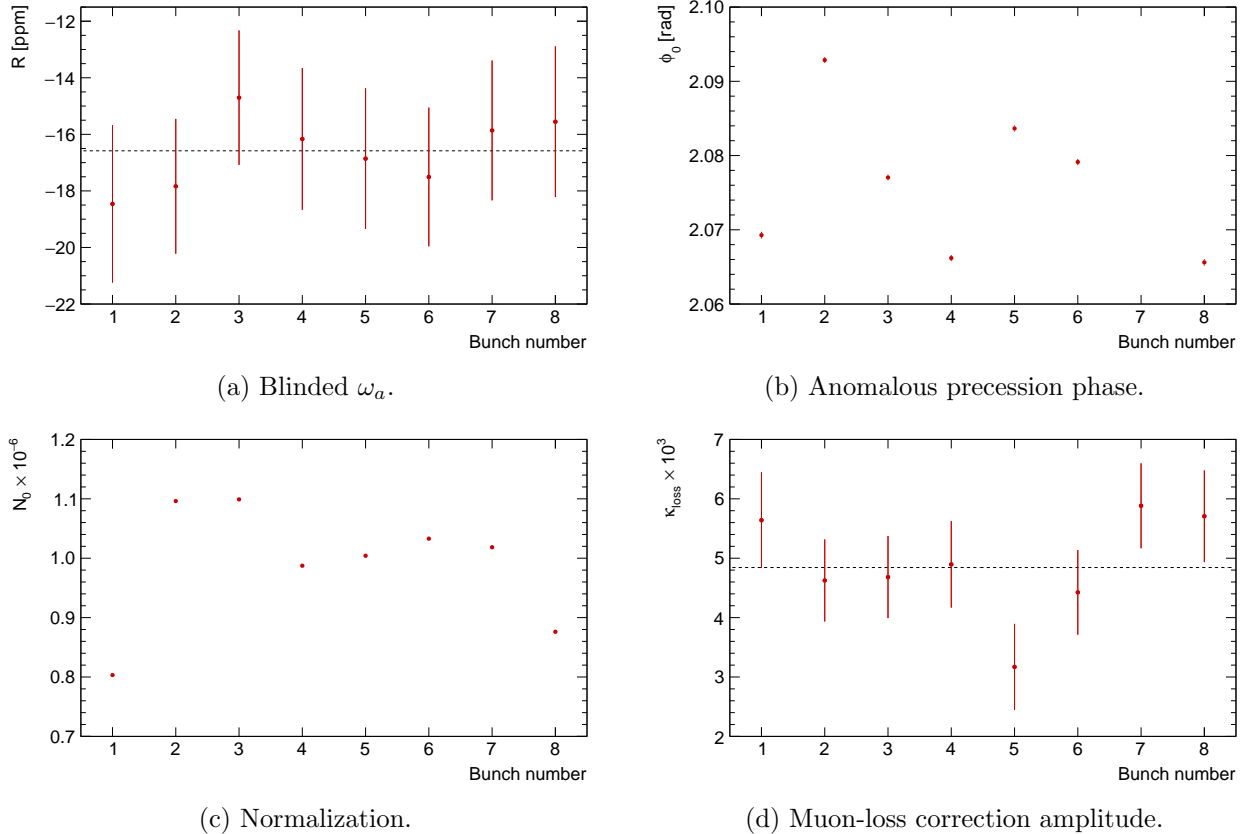 R [ppm]
−12
−14
−16
−18
−20
−22
1 2 3 4 5 6 7 8
Bunch number
(a) Blinded ωₐ.
ϕ₀ [rad]
2.10
2.09
2.08
2.07
2.06
1 2 3 4 5 6 7 8
Bunch number
(b) Anomalous precession phase.
N₀ × 10⁻⁶
1.2
1.1
1.0
0.9
0.8
0.7
1 2 3 4 5 6 7 8
Bunch number
(c) Normalization.
κ_loss × 10³
7
6
5
4
3
2
1 2 3 4 5 6 7 8
Bunch number
(d) Muon-loss correction amplitude.